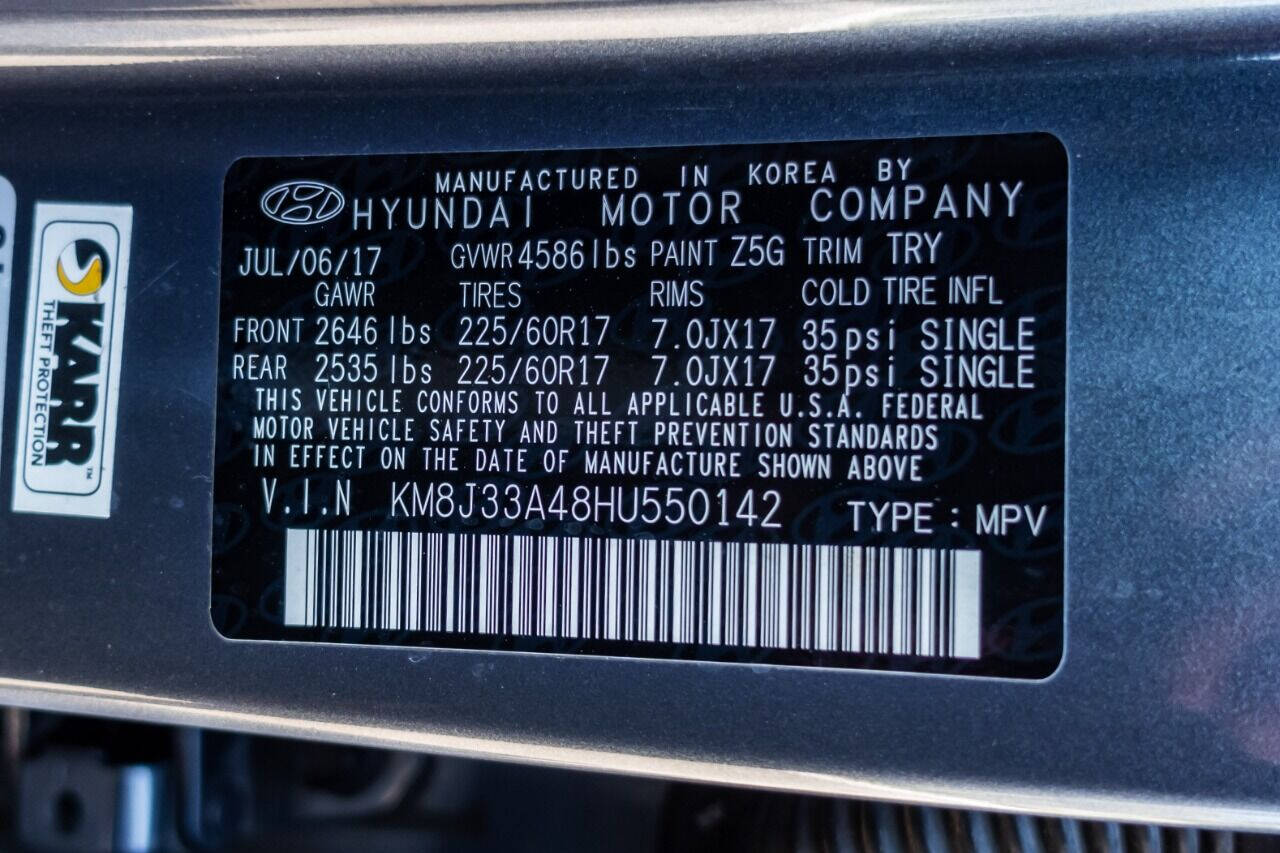 MANUFACTURED IN KOREA BY
HYUNDAI MOTOR COMPANY
JUL/06/17 GVWR 4586lbs PAINT Z5G TRIM TRY
GAWR TIRES RIMS COLD TIRE INFL
FRONT 2646 lbs 225/60R17 7.0JX17 35psi SINGLE
REAR 2535 lbs 225/60R17 7.0JX17 35psi SINGLE
THIS VEHICLE CONFORMS TO ALL APPLICABLE U.S.A. FEDERAL
MOTOR VEHICLE SAFETY AND THEFT PREVENTION STANDARDS
IN EFFECT ON THE DATE OF MANUFACTURE SHOWN ABOVE
V.I.N KM8J33A48HU550142 TYPE : MPV
KARR™
THEFT PROTECTION